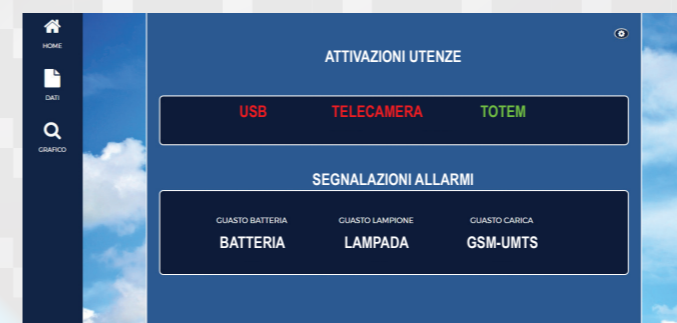 HOME
DATI
GRAFICO
ATTIVAZIONI UTENZE
USB TELECAMERA TOTEM
SEGNALAZIONI ALLARMI
GUASTO BATTERIA GUASTO LAMPIONE GUASTO CARICA
BATTERIA LAMPADA GSM-UMTS